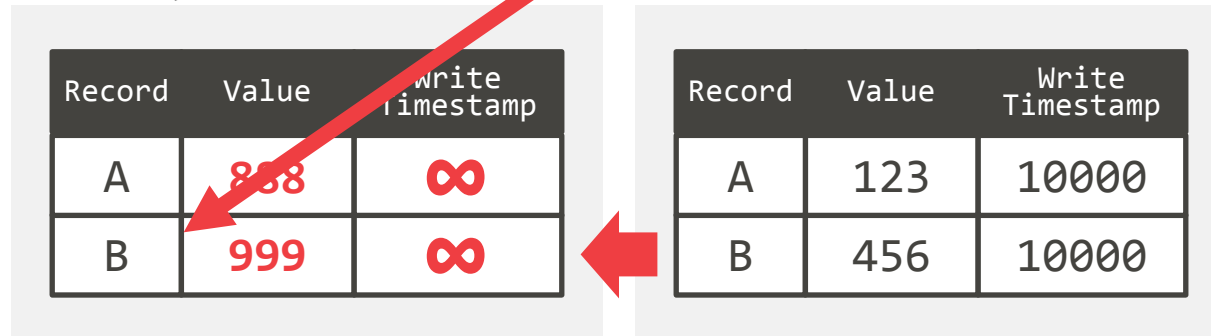 Record Value Write Timestamp
A 888 ∞
B 999 ∞
Record Value Write Timestamp
A 123 10000
B 456 10000